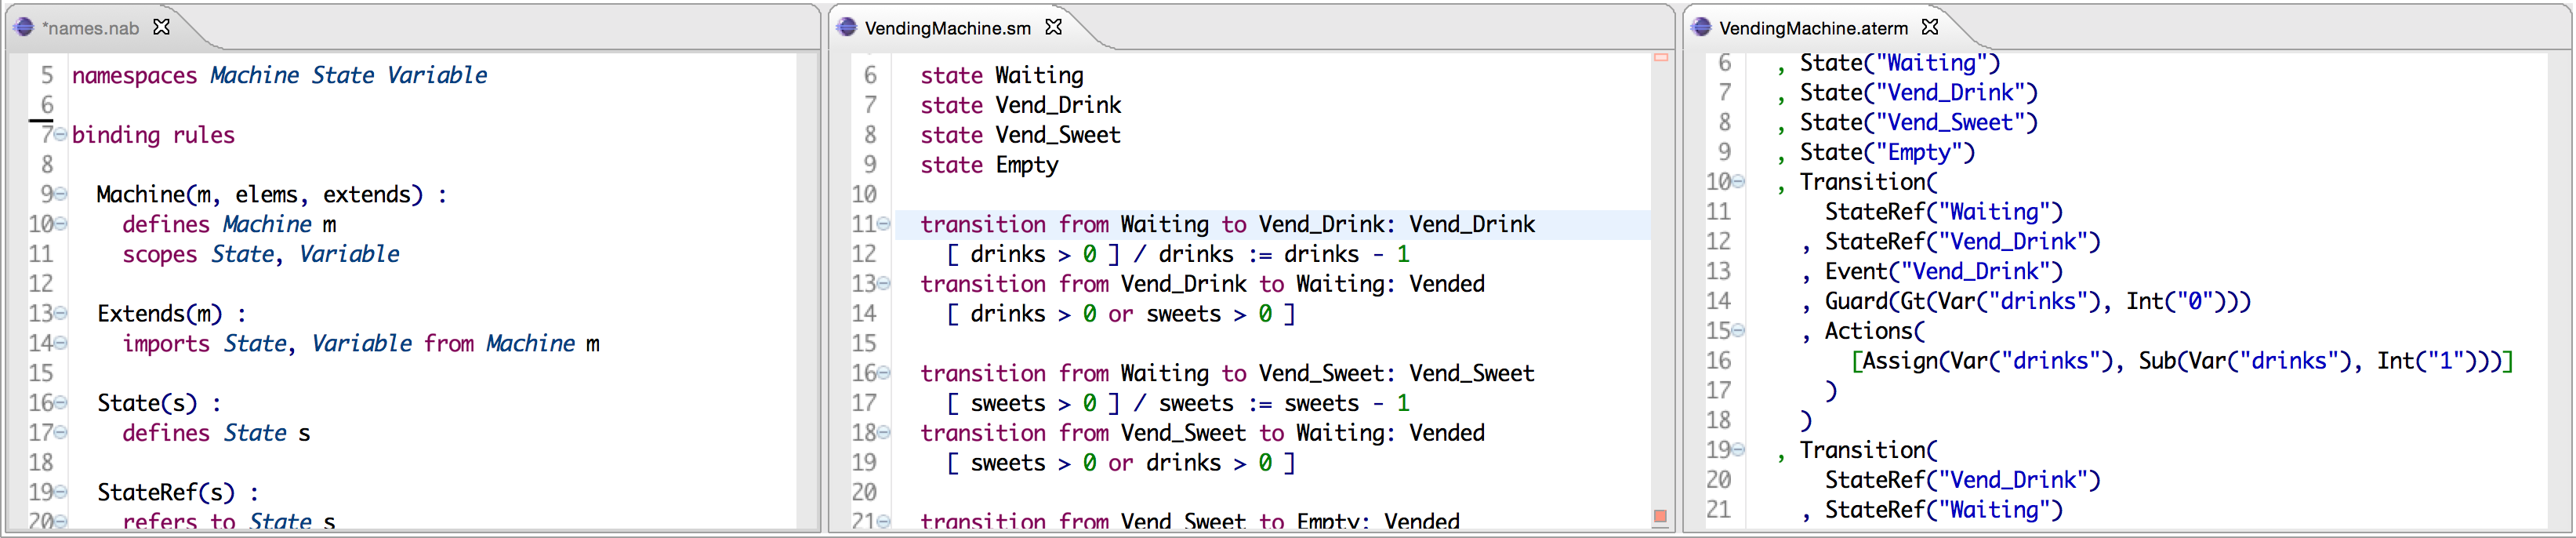 *names.nab
5 namespaces Machine State Variable
6
7 binding rules
8
9 Machine(m, elems, extends) :
10 defines Machine m
11 scopes State, Variable
12
13 Extends(m) :
14 imports State, Variable from Machine m
15
16 State(s) :
17 defines State s
18
19 StateRef(s) :
20 refers to State s
VendingMachine.sm
6 state Waiting
7 state Vend_Drink
8 state Vend_Sweet
9 state Empty
10
11 transition from Waiting to Vend_Drink: Vend_Drink
12 [ drinks > 0 ] / drinks := drinks - 1
13 transition from Vend_Drink to Waiting: Vended
14 [ drinks > 0 or sweets > 0 ]
15
16 transition from Waiting to Vend_Sweet: Vend_Sweet
17 [ sweets > 0 ] / sweets := sweets - 1
18 transition from Vend_Sweet to Waiting: Vended
19 [ sweets > 0 or drinks > 0 ]
20
21 transition from Vend_Sweet to Empty: Vended
VendingMachine.aterm
6 , State("Waiting")
7 , State("Vend_Drink")
8 , State("Vend_Sweet")
9 , State("Empty")
10 , Transition(
11 StateRef("Waiting")
12 , StateRef("Vend_Drink")
13 , Event("Vend_Drink")
14 , Guard(Gt(Var("drinks"), Int("0")))
15 , Actions(
16 [Assign(Var("drinks"), Sub(Var("drinks"), Int("1")))]
17 )
18 )
19 , Transition(
20 StateRef("Vend_Drink")
21 , StateRef("Waiting")